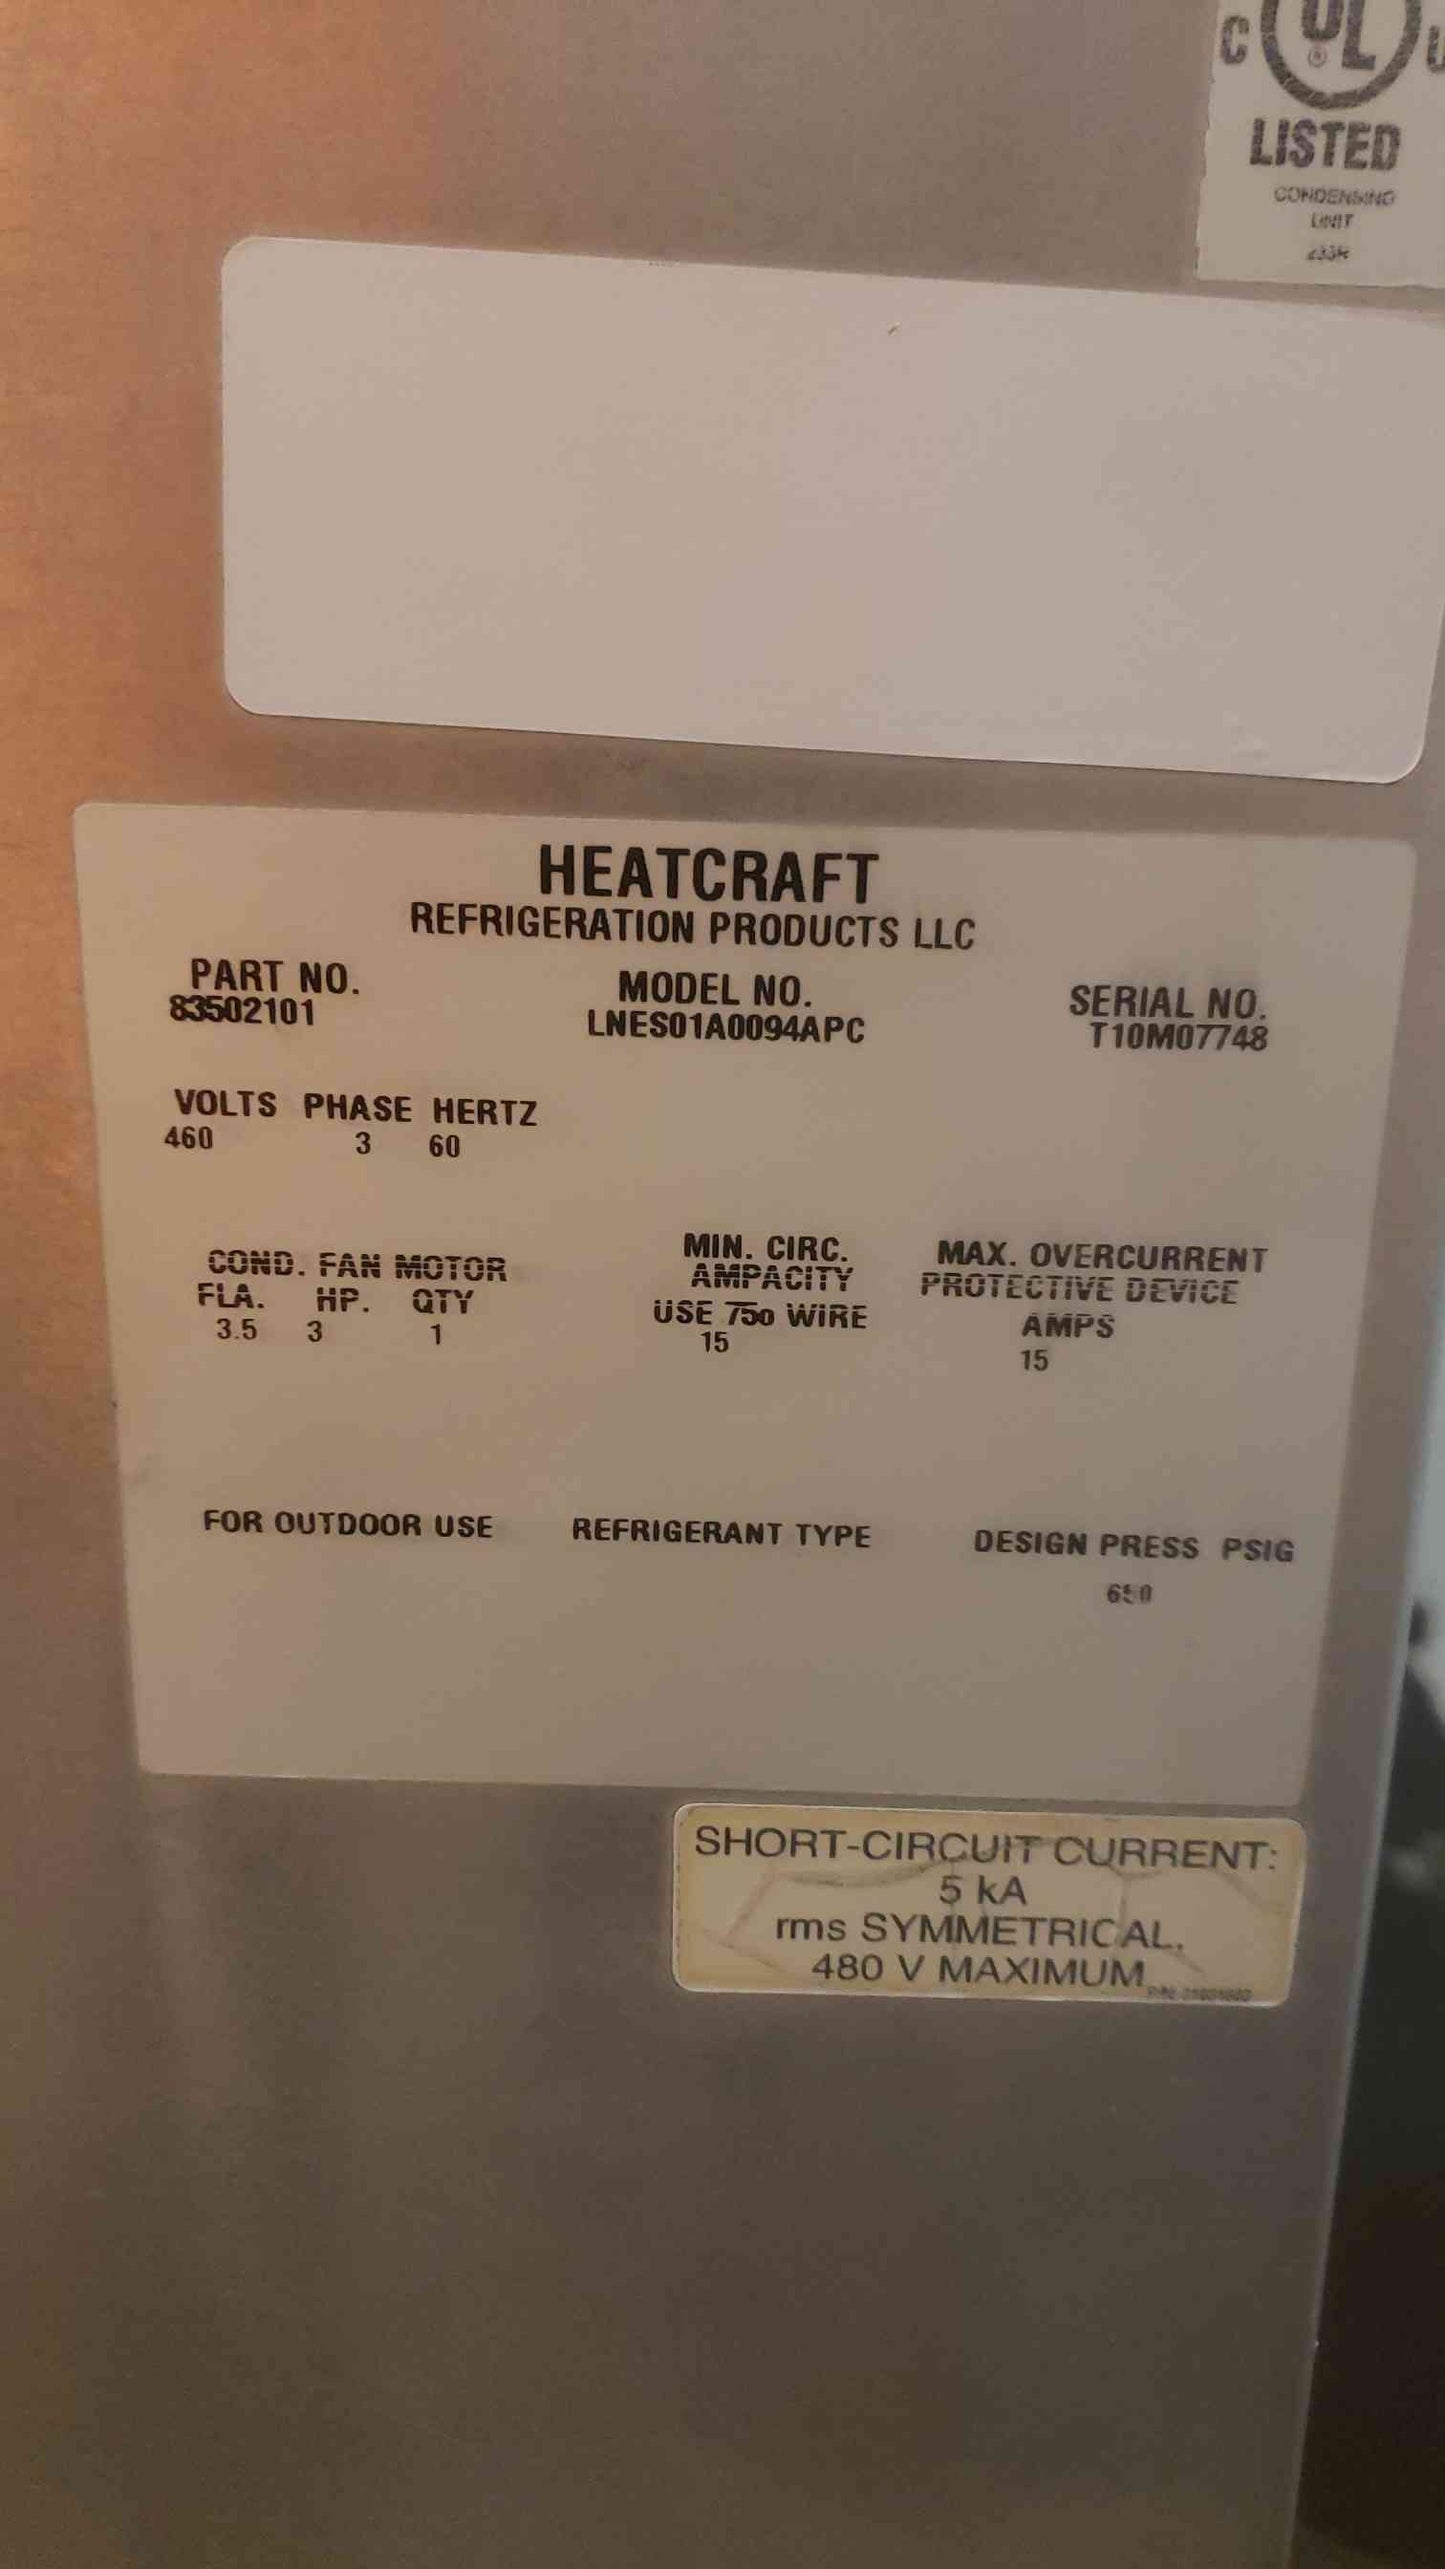 C UL
LISTED
CONDENSING
UNIT
HEATCRAFT
REFRIGERATION PRODUCTS LLC
PART NO. MODEL NO. SERIAL NO.
83502101 LNES01A0094APC T10M07748
VOLTS PHASE HERTZ
460 3 60
COND. FAN MOTOR
FLA. HP. QTY
3.5 3 1
MIN. CIRC.
AMPACITY
USE 75o WIRE
15
MAX. OVERCURRENT
PROTECTIVE DEVICE
AMPS
15
FOR OUTDOOR USE REFRIGERANT TYPE DESIGN PRESS PSIG
650
SHORT-CIRCUIT CURRENT:
5 kA
rms SYMMETRICAL.
480 V MAXIMUM